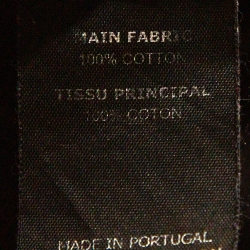 MAIN FABRIC
100% COTTON
TISSU PRINCIPAL
100% COTON
MADE IN PORTUGAL